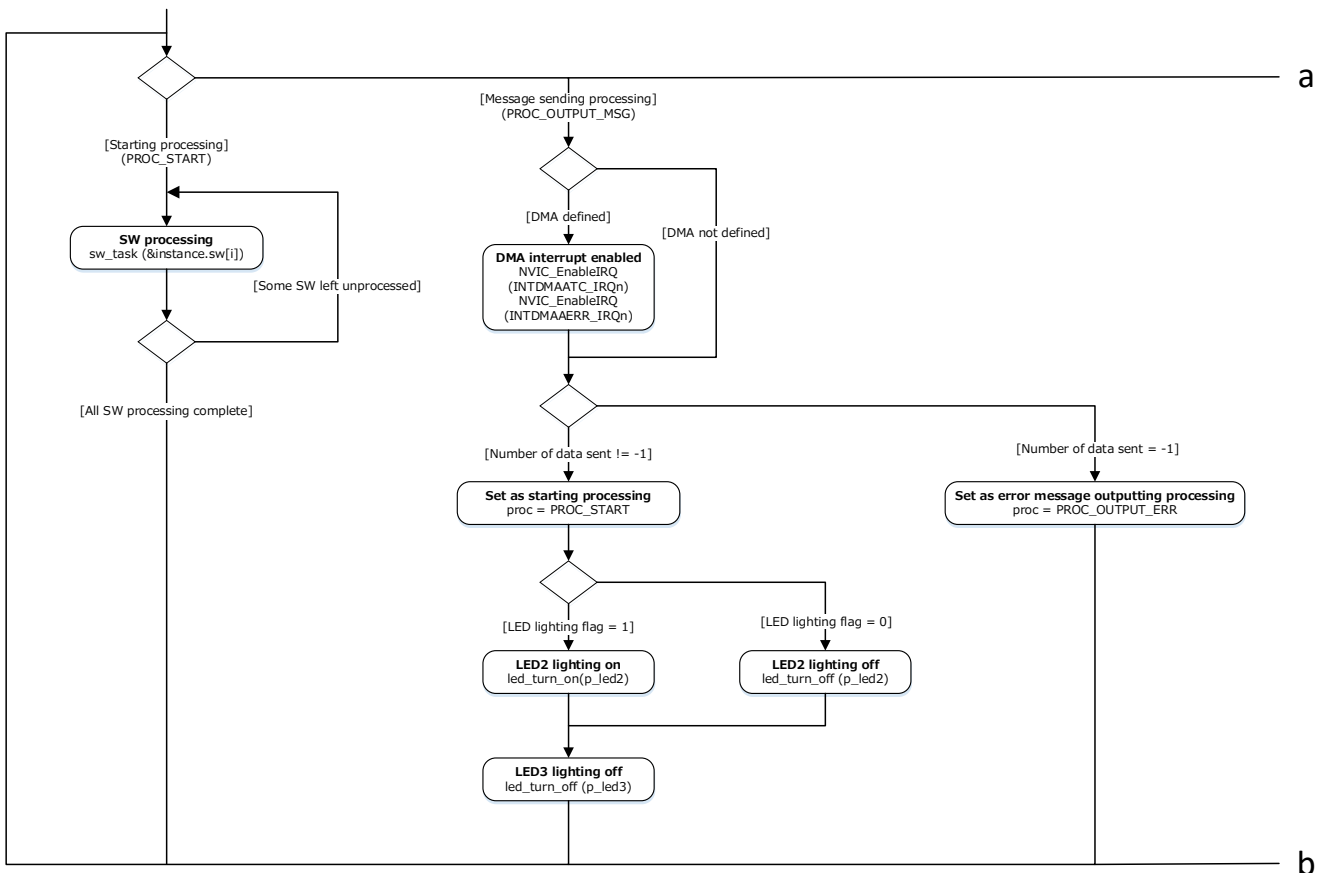 a
[Message sending processing]
(PROC_OUTPUT_MSG)
[Starting processing]
(PROC_START)
[DMA defined]
[DMA not defined]
SW processing
sw_task (&instance.sw[i])
DMA interrupt enabled
NVIC_EnableIRQ
(INTDMAATC_IRQn)
NVIC_EnableIRQ
(INTDMAAERR_IRQn)
[Some SW left unprocessed]
[All SW processing complete]
[Number of data sent != -1]
[Number of data sent = -1]
Set as starting processing
proc = PROC_START
Set as error message outputting processing
proc = PROC_OUTPUT_ERR
[LED lighting flag = 1]
[LED lighting flag = 0]
LED2 lighting on
led_turn_on(p_led2)
LED2 lighting off
led_turn_off (p_led2)
LED3 lighting off
led_turn_off (p_led3)
b